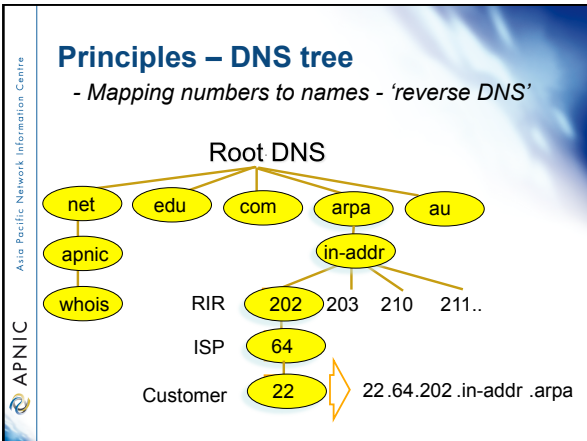 Principles – DNS tree
- Mapping numbers to names - ‘reverse DNS’
Root DNS
net edu com arpa au
apnic in-addr
whois RIR 202 203 210 211..
ISP 64
Customer 22 22.64.202 .in-addr .arpa
Asia Pacific Network Information Centre
APNIC